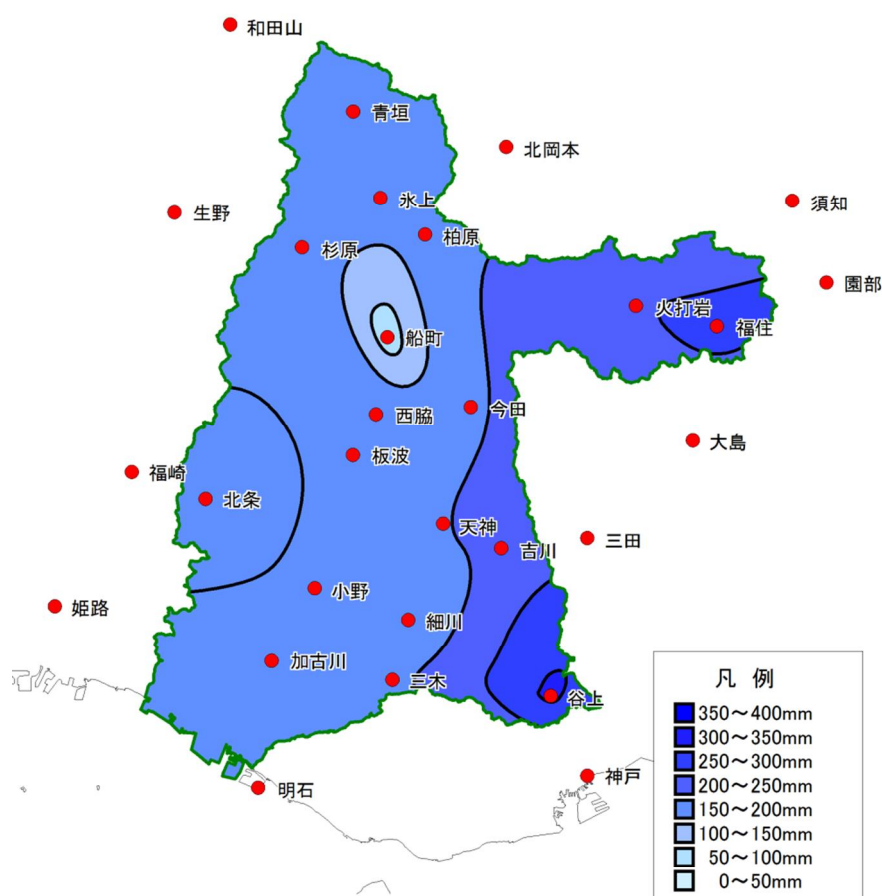 和田山
青垣
北岡本
氷上
須知
生野
柏原
杉原
園部
火打岩
福住
船町
今田
西脇
大島
板波
福崎
北条
天神
三田
吉川
小野
姫路
細川
加古川
三木
谷上
神戸
明石
凡 例
350～400mm
300～350mm
250～300mm
200～250mm
150～200mm
100～150mm
50～100mm
0～50mm